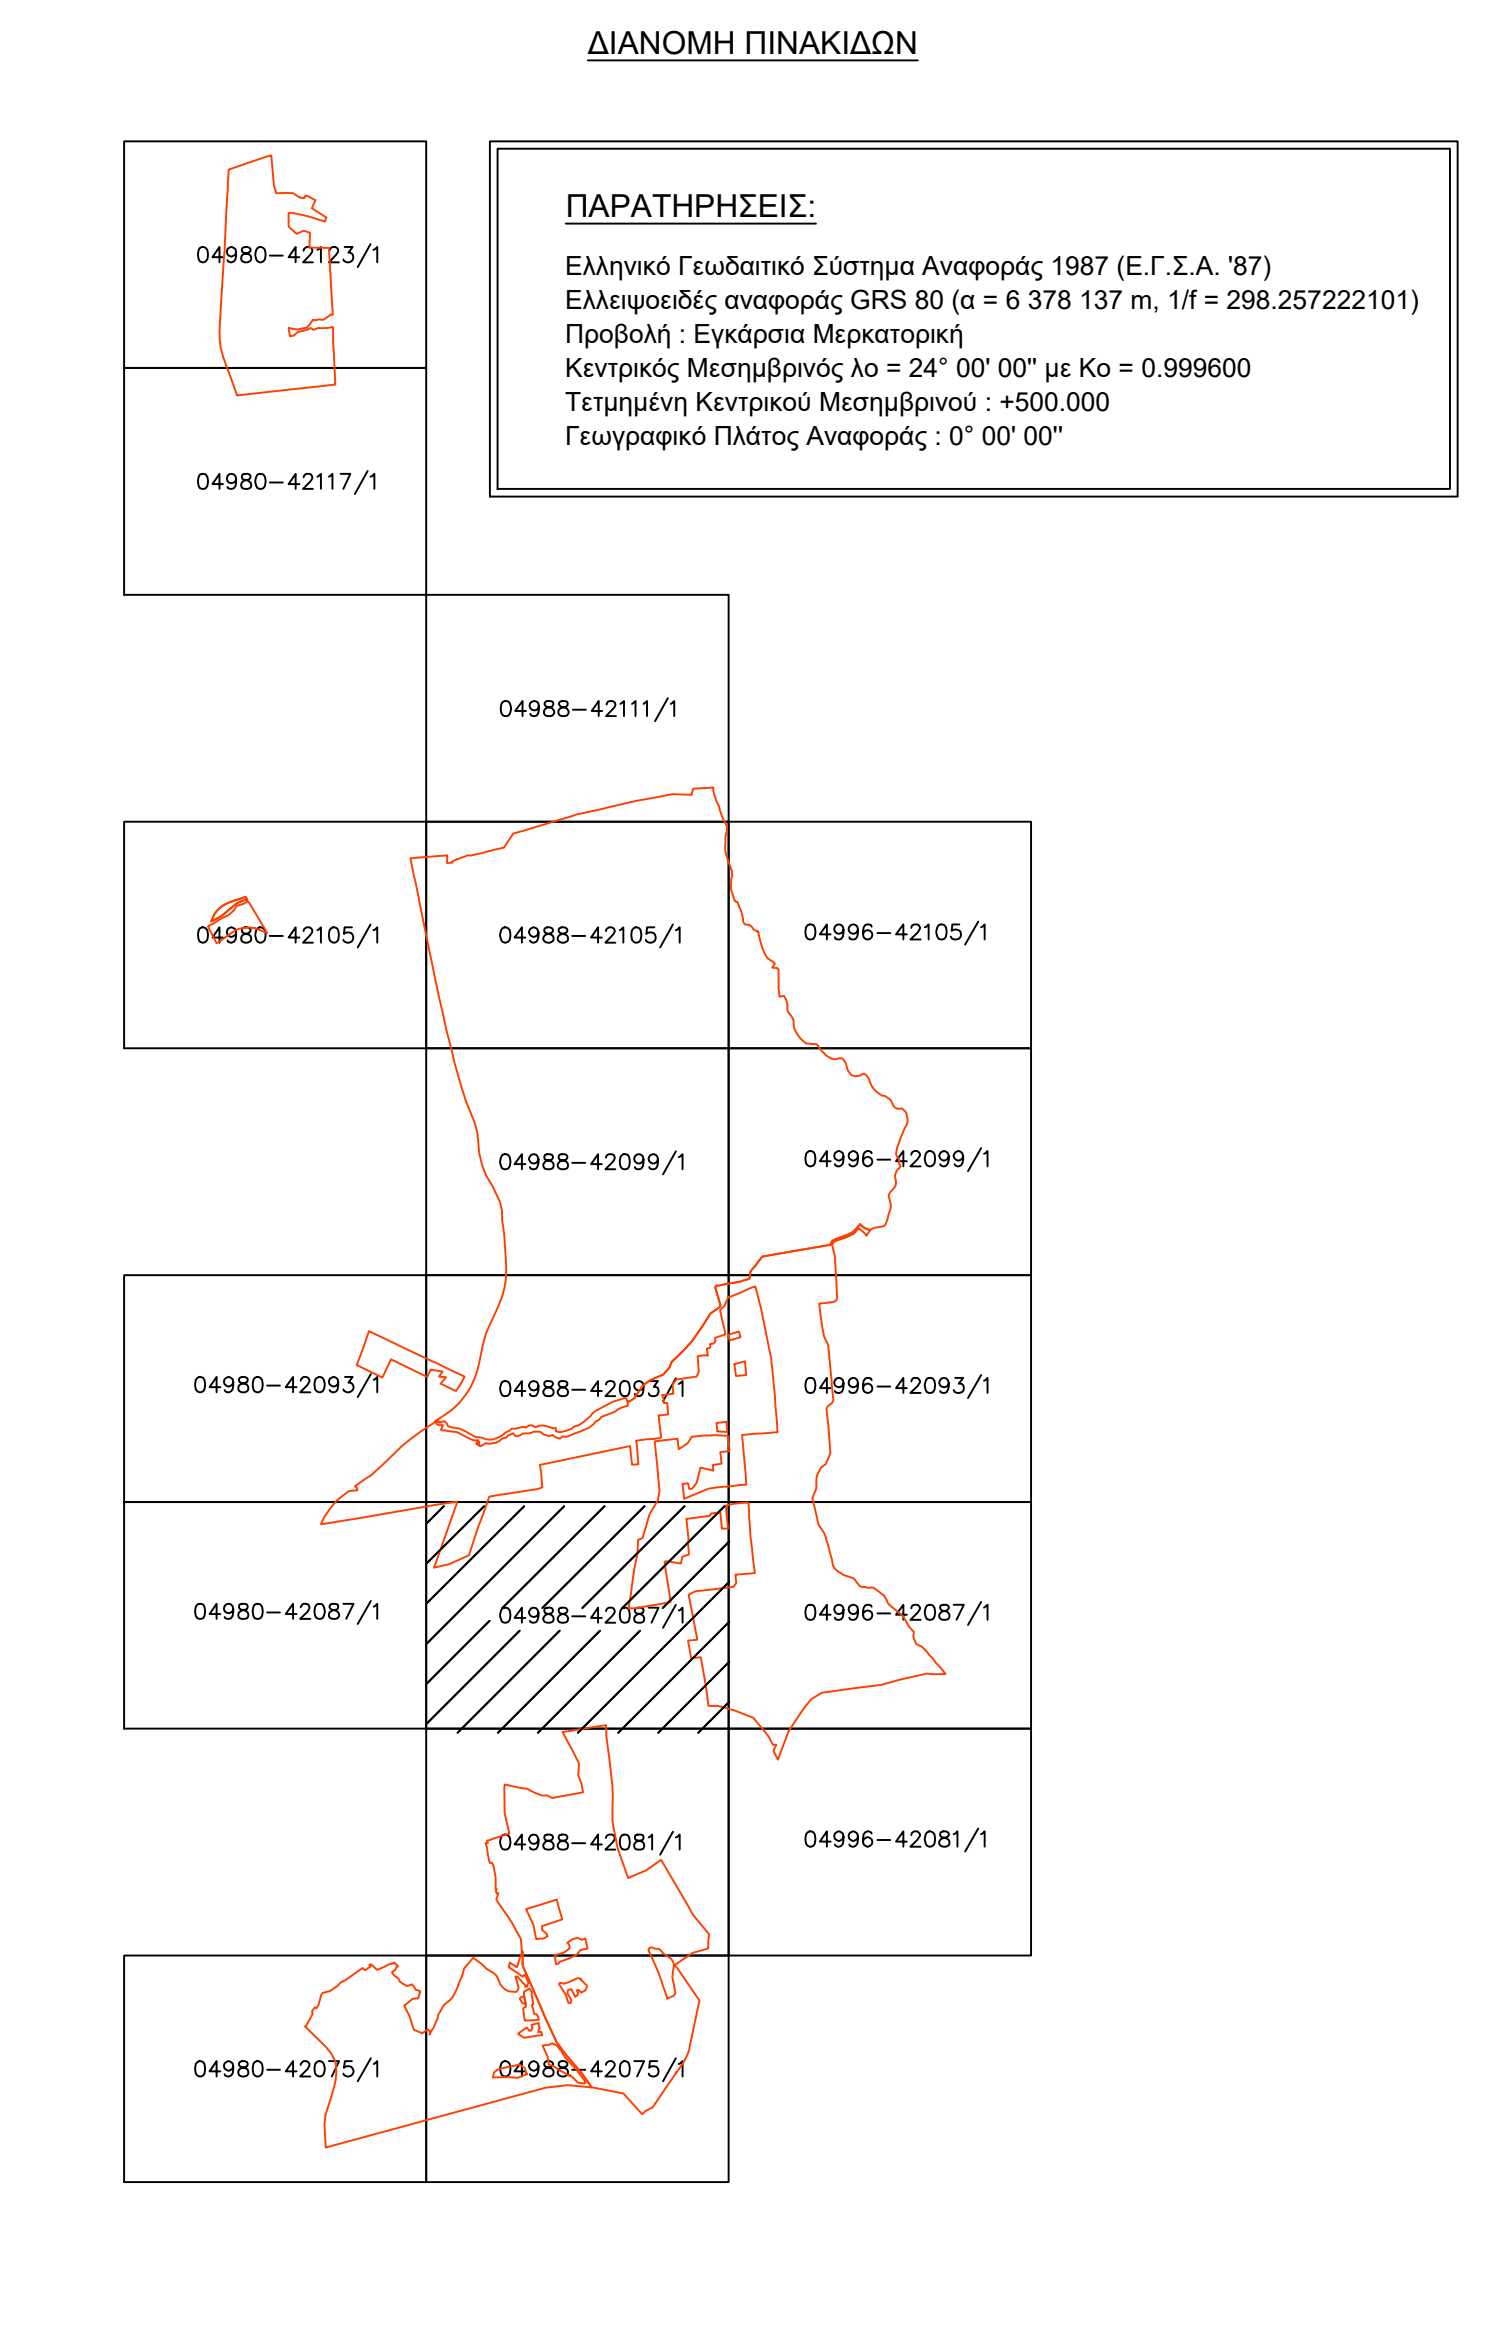 ΔΙΑΝΟΜΗ ΠΙΝΑΚΙΔΩΝ
ΠΑΡΑΤΗΡΗΣΕΙΣ:
Ελληνικό Γεωδαιτικό Σύστημα Αναφοράς 1987 (Ε.Γ.Σ.Α. '87)
Ελλειψοειδές αναφοράς GRS 80 (α = 6 378 137 m, 1/f = 298.257222101)
Προβολή : Εγκάρσια Μερκατορική
Κεντρικός Μεσημβρινός λο = 24° 00' 00" με Κο = 0.999600
Τετμημένη Κεντρικού Μεσημβρινού : +500.000
Γεωγραφικό Πλάτος Αναφοράς : 0° 00' 00"
04980-42123/1
04980-42117/1
04988-42111/1
04980-42105/1
04988-42105/1
04996-42105/1
04988-42099/1
04996-42099/1
04980-42093/1
04988-42093/1
04996-42093/1
04980-42087/1
04988-42087/1
04996-42087/1
04988-42081/1
04996-42081/1
04980-42075/1
04988-42075/1